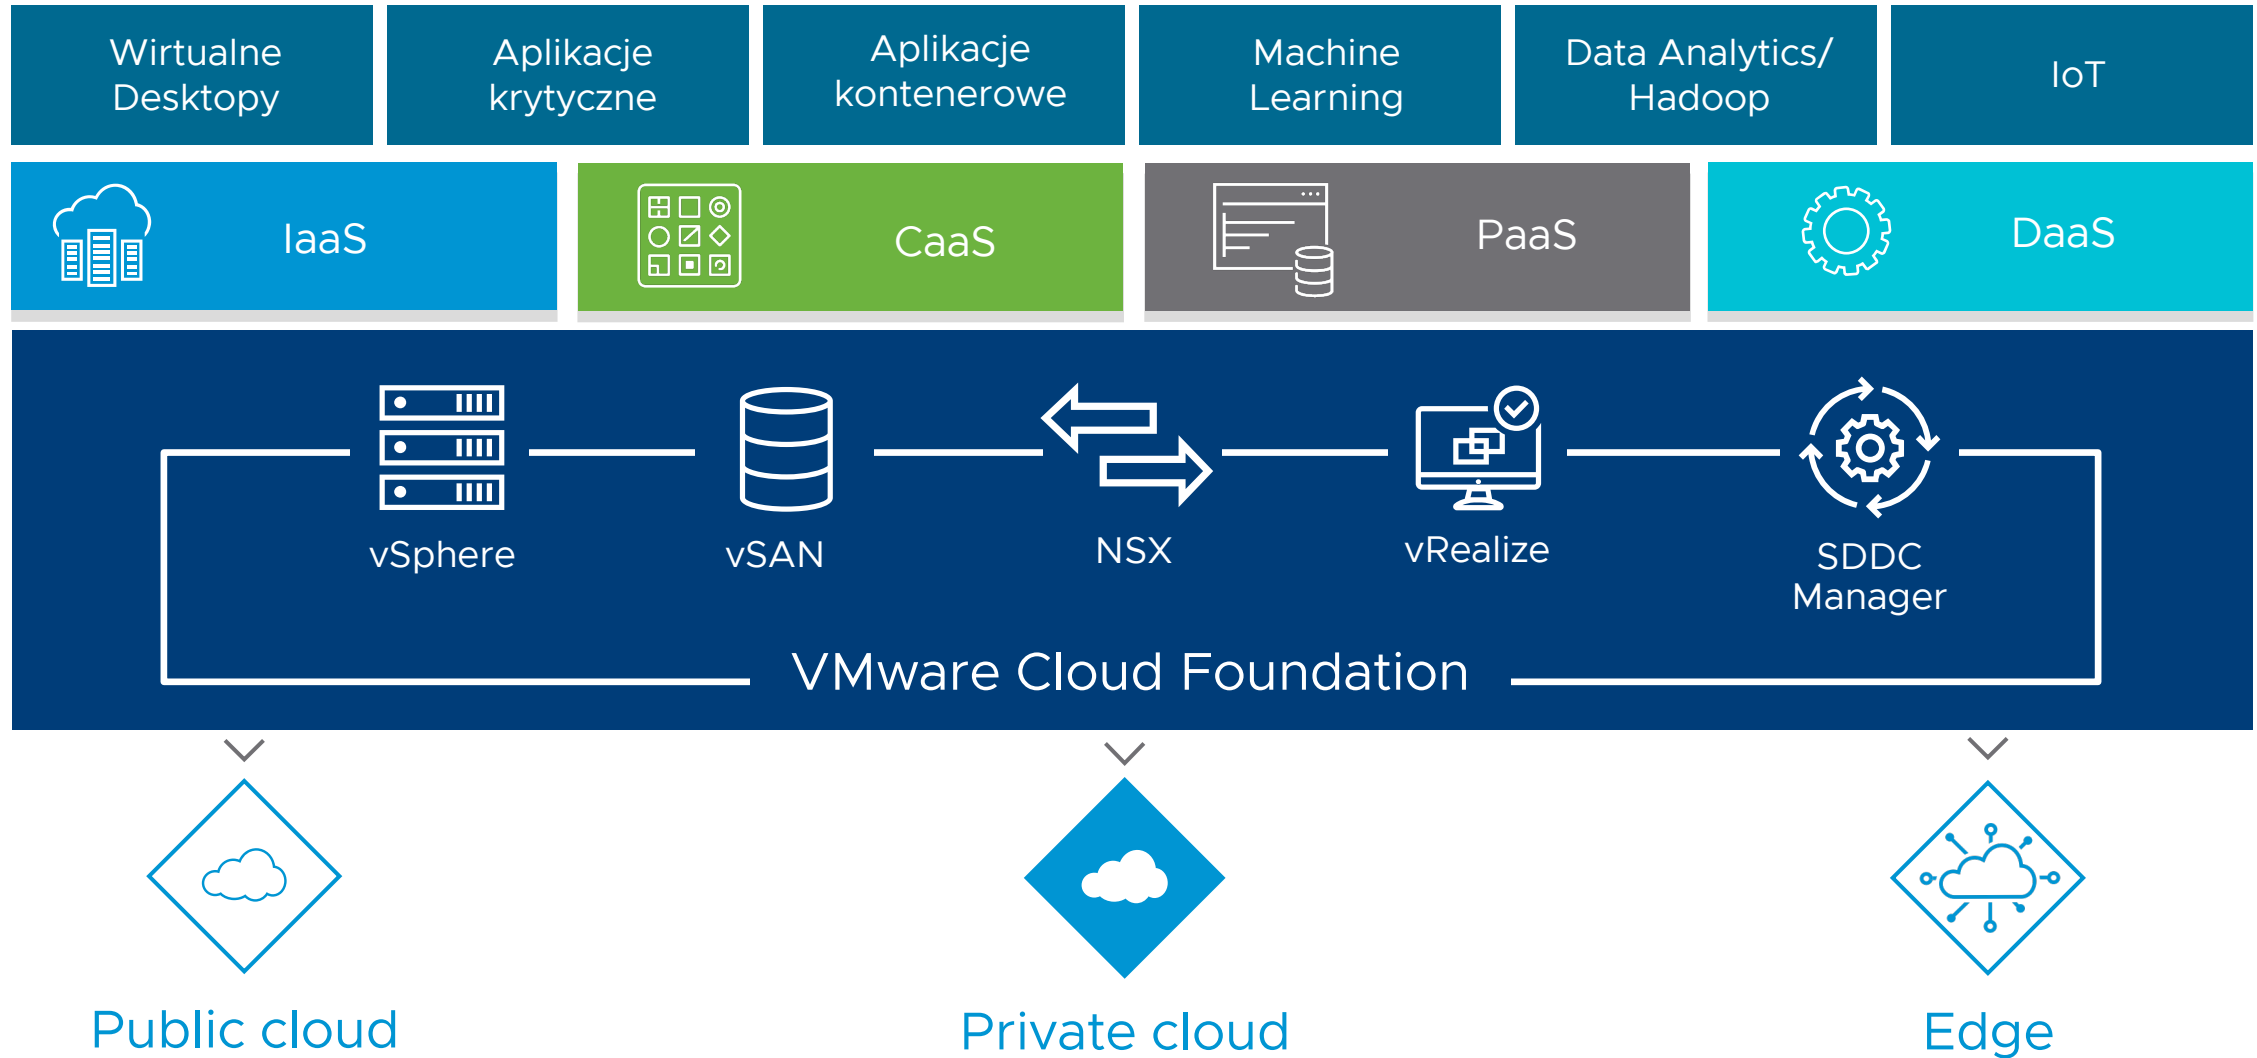 Wirtualne
Desktopy
Aplikacje
krytyczne
Aplikacje
kontenerowe
Machine
Learning
Data Analytics/
Hadoop
IoT
IaaS
CaaS
PaaS
DaaS
vSphere
vSAN
NSX
vRealize
SDDC
Manager
VMware Cloud Foundation
Public cloud
Private cloud
Edge